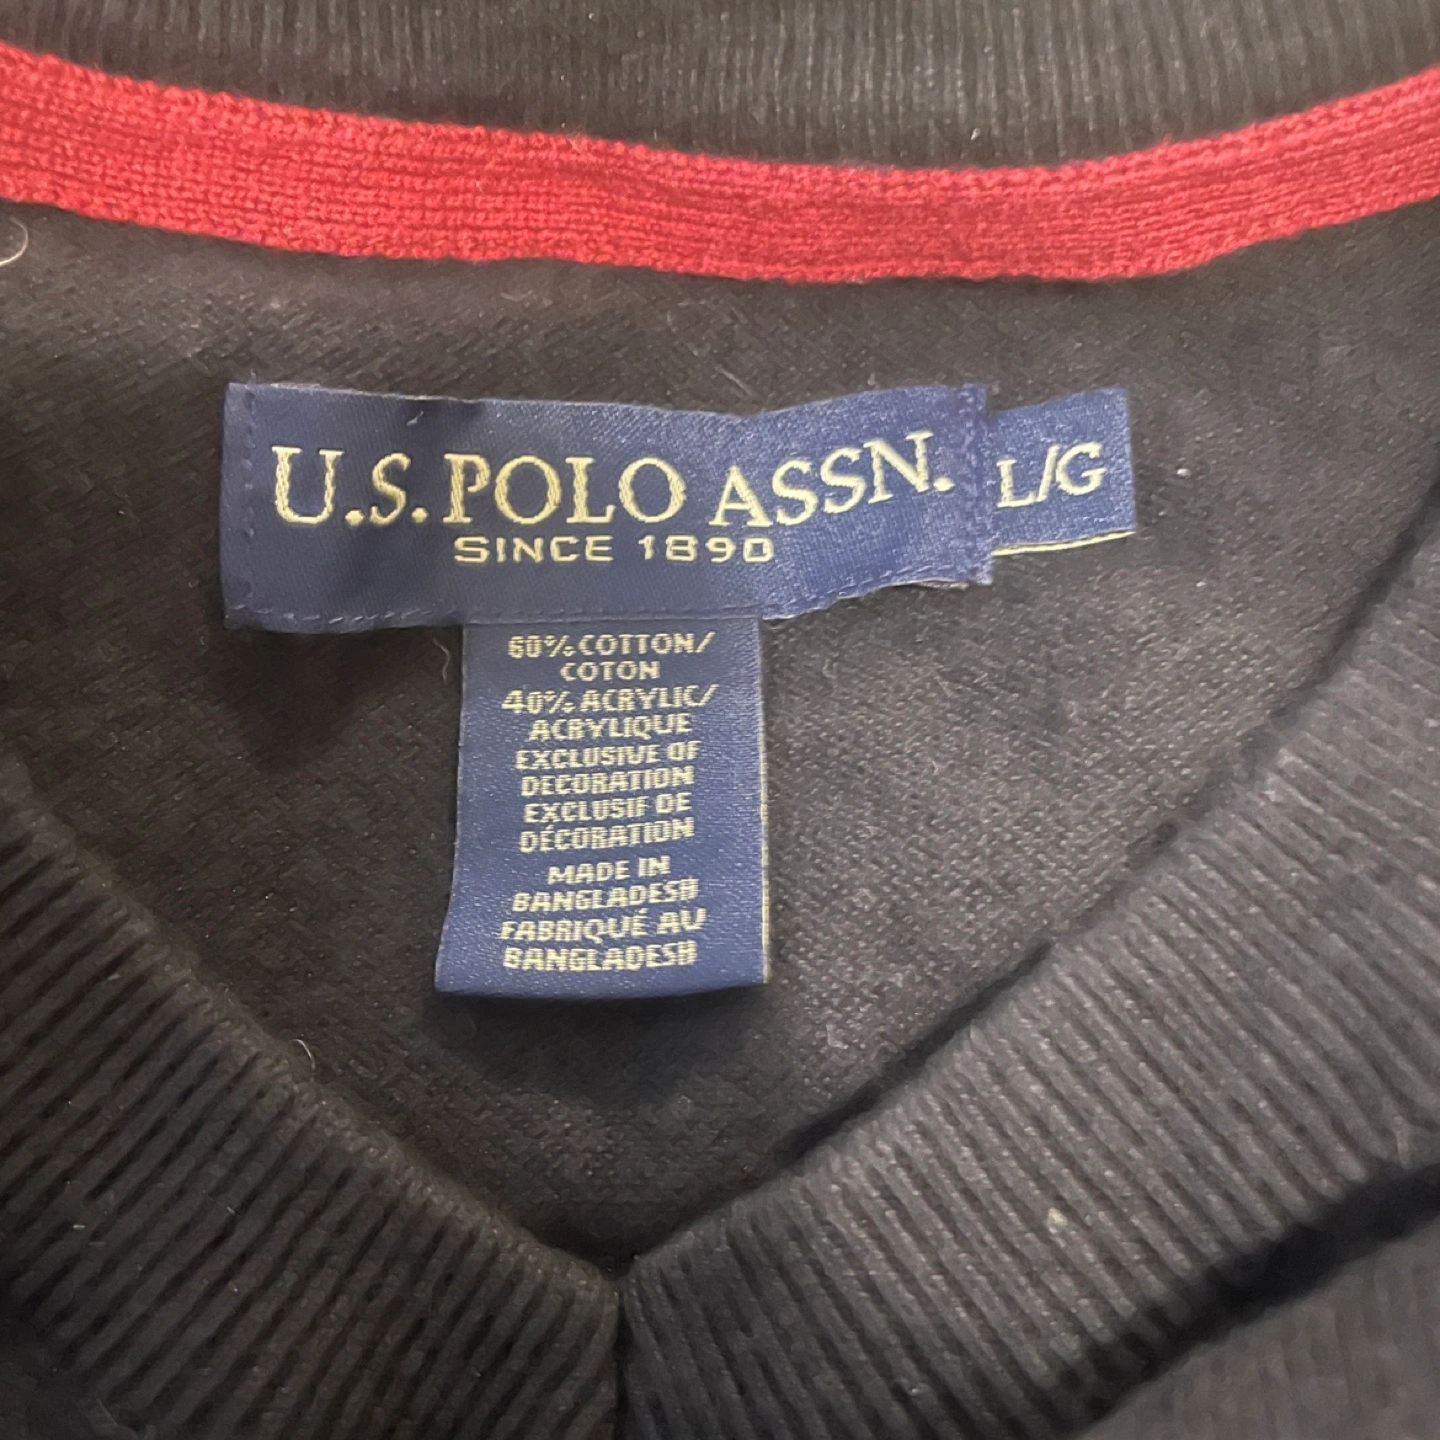 U.S. POLO ASSN.
L/G
SINCE 1890
60% COTTON/
COTON
40% ACRYLIC/
ACRYLIQUE
EXCLUSIVE OF
DECORATION
EXCLUSIF DE
DÉCORATION
MADE IN
BANGLADESH
FABRIQUÉ AU
BANGLADESH